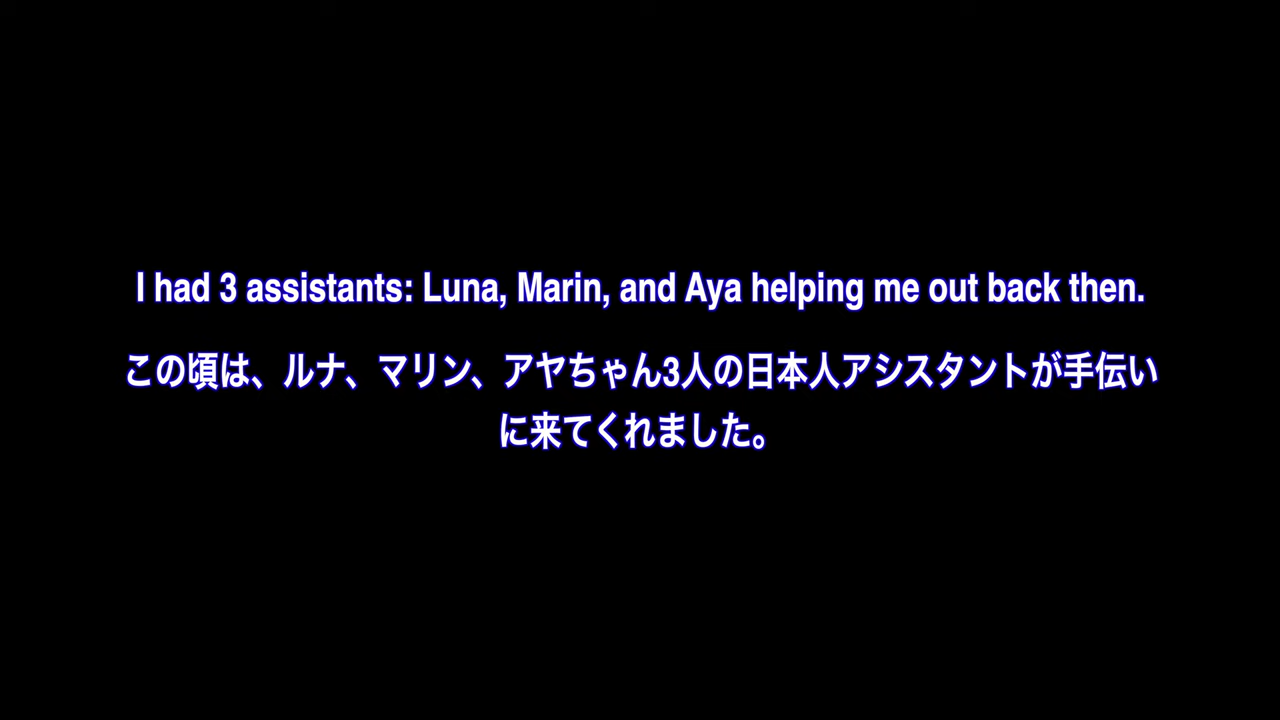 I had 3 assistants: Luna, Marin, and Aya helping me out back then.
この頃は、ルナ、マリン、アヤちゃん3人の日本人アシスタントが手伝い
に来てくれました。